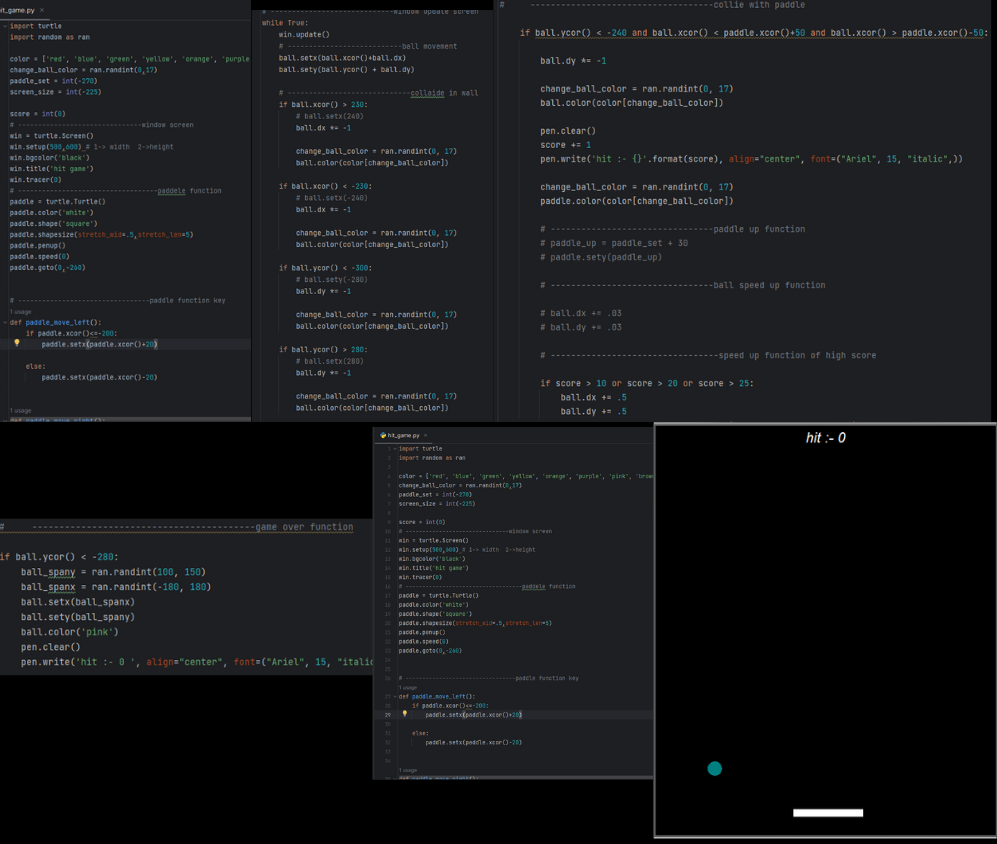 it_game.py ×
import turtle
import random as ran
color = ['red', 'blue', 'green', 'yellow', 'orange', 'purple
change_ball_color = ran.randint(0,17)
paddle_set = int(-270)
screen_size = int(-225)
score = int(0)
# -------------------------------window screen
win = turtle.Screen()
win.setup(500,600) # 1-> width  2->height
win.bgcolor('black')
win.title('hit game')
win.tracer(0)
# -----------------------------------paddele function
paddle = turtle.Turtle()
paddle.color('white')
paddle.shape('square')
paddle.shapesize(stretch_wid=.5,stretch_len=5)
paddle.penup()
paddle.speed(0)
paddle.goto(0,-260)
# ---------------------------------paddle function key
1 usage
def paddle_move_left():
if paddle.xcor()<=-200:
paddle.setx(paddle.xcor()+20)
else:
paddle.setx(paddle.xcor()-20)
1 usage
def paddle_move_right():
# ---------------------------window update screen
while True:
win.update()
# --------------------------ball movement
ball.setx(ball.xcor()+ball.dx)
ball.sety(ball.ycor() + ball.dy)
# ----------------------------collaide in wall
if ball.xcor() > 230:
# ball.setx(240)
ball.dx *= -1
change_ball_color = ran.randint(0, 17)
ball.color(color[change_ball_color])
if ball.xcor() < -230:
# ball.setx(-240)
ball.dx *= -1
change_ball_color = ran.randint(0, 17)
ball.color(color[change_ball_color])
if ball.ycor() < -300:
# ball.sety(-280)
ball.dy *= -1
change_ball_color = ran.randint(0, 17)
ball.color(color[change_ball_color])
if ball.ycor() > 280:
# ball.setx(280)
ball.dy *= -1
change_ball_color = ran.randint(0, 17)
ball.color(color[change_ball_color])
# ----------------------------------collie with paddle
if ball.ycor() < -240 and ball.xcor() < paddle.xcor()+50 and ball.xcor() > paddle.xcor()-50:
ball.dy *= -1
change_ball_color = ran.randint(0, 17)
ball.color(color[change_ball_color])
pen.clear()
score += 1
pen.write('hit :- {}'.format(score), align="center", font=("Ariel", 15, "italic",))
change_ball_color = ran.randint(0, 17)
paddle.color(color[change_ball_color])
# ------------------------------paddle up function
# paddle_up = paddle_set + 30
# paddle.sety(paddle_up)
# ------------------------------ball speed up function
# ball.dx += .03
# ball.dy += .03
# -------------------------------speed up function of high score
if score > 10 or score > 20 or score > 25:
ball.dx += .5
ball.dy += .5
# -----------------------------------------game over function
if ball.ycor() < -280:
ball_spany = ran.randint(100, 150)
ball_spanx = ran.randint(-180, 180)
ball.setx(ball_spanx)
ball.sety(ball_spany)
ball.color('pink')
pen.clear()
pen.write('hit :- 0 ', align="center", font=("Ariel", 15, "italic
hit_game.py ×
import turtle
import random as ran
color = ['red', 'blue', 'green', 'yellow', 'orange', 'purple', 'pink', 'brown
change_ball_color = ran.randint(0,17)
paddle_set = int(-270)
screen_size = int(-225)
score = int(0)
# -------------------------------window screen
win = turtle.Screen()
win.setup(500,600) # 1-> width  2->height
win.bgcolor('black')
win.title('hit game')
win.tracer(0)
# -----------------------------------paddele function
paddle = turtle.Turtle()
paddle.color('white')
paddle.shape('square')
paddle.shapesize(stretch_wid=.5,stretch_len=5)
paddle.penup()
paddle.speed(0)
paddle.goto(0,-260)
# ---------------------------------paddle function key
1 usage
def paddle_move_left():
if paddle.xcor()<=-200:
paddle.setx(paddle.xcor()+20)
else:
paddle.setx(paddle.xcor()-20)
1 usage
def paddle_move_right():
hit :- 0